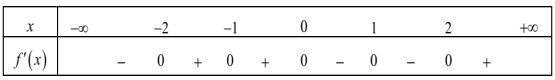 x −∞ −2 −1 0 1 2 +∞
f′(x) − 0 + 0 + 0 − 0 − 0 +